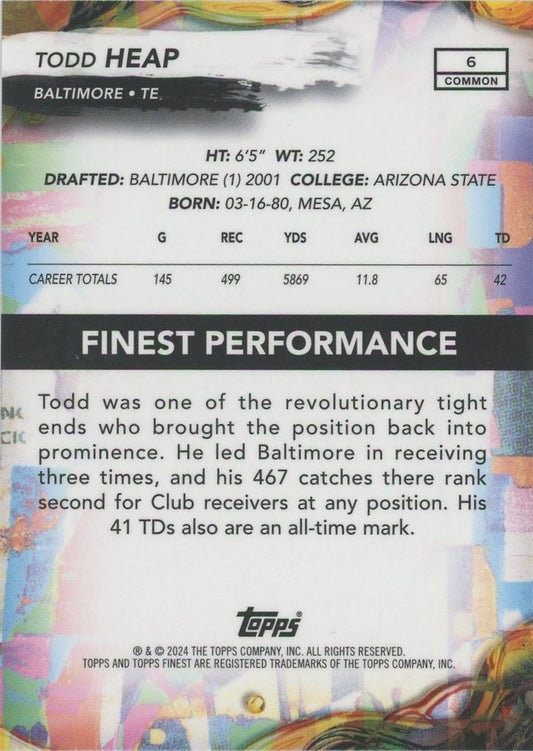 TODD HEAP
6
COMMON
BALTIMORE • TE
HT: 6'5" WT: 252
DRAFTED: BALTIMORE (1) 2001 COLLEGE: ARIZONA STATE
BORN: 03-16-80, MESA, AZ
YEAR G REC YDS AVG LNG TD
CAREER TOTALS 145 499 5869 11.8 65 42
FINEST PERFORMANCE
Todd was one of the revolutionary tight
ends who brought the position back into
prominence. He led Baltimore in receiving
three times, and his 467 catches there rank
second for Club receivers at any position. His
41 TDs also are an all-time mark.
TOPPS®
® & © 2024 THE TOPPS COMPANY, INC. ALL RIGHTS RESERVED.
TOPPS AND TOPPS FINEST ARE REGISTERED TRADEMARKS OF THE TOPPS COMPANY, INC.